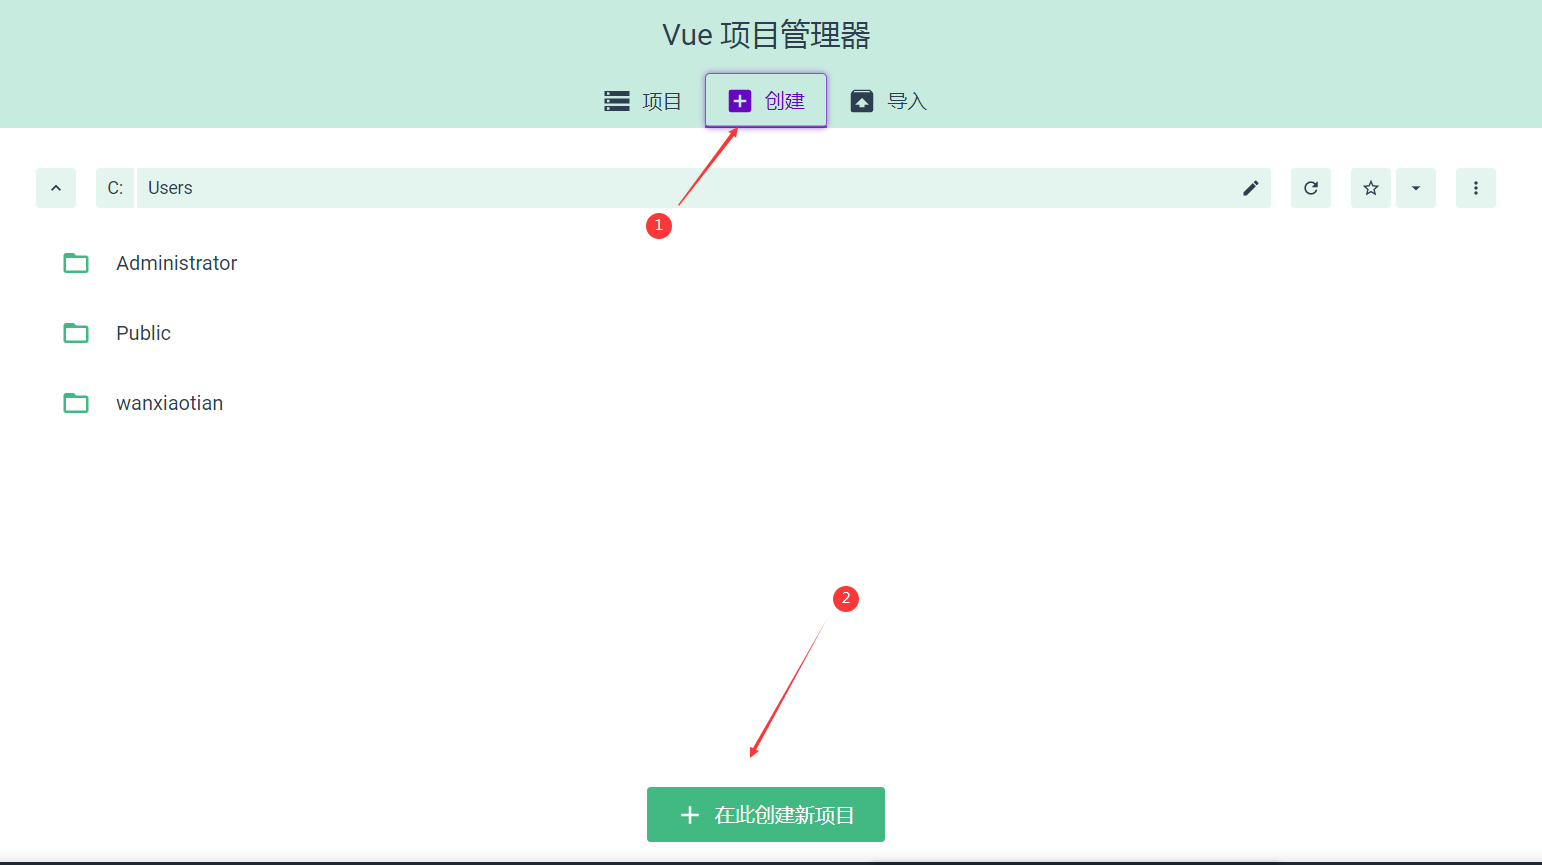 Vue 项目管理器
项目 创建 导入
C: Users
1
Administrator
Public
wanxiaotian
2
在此创建新项目